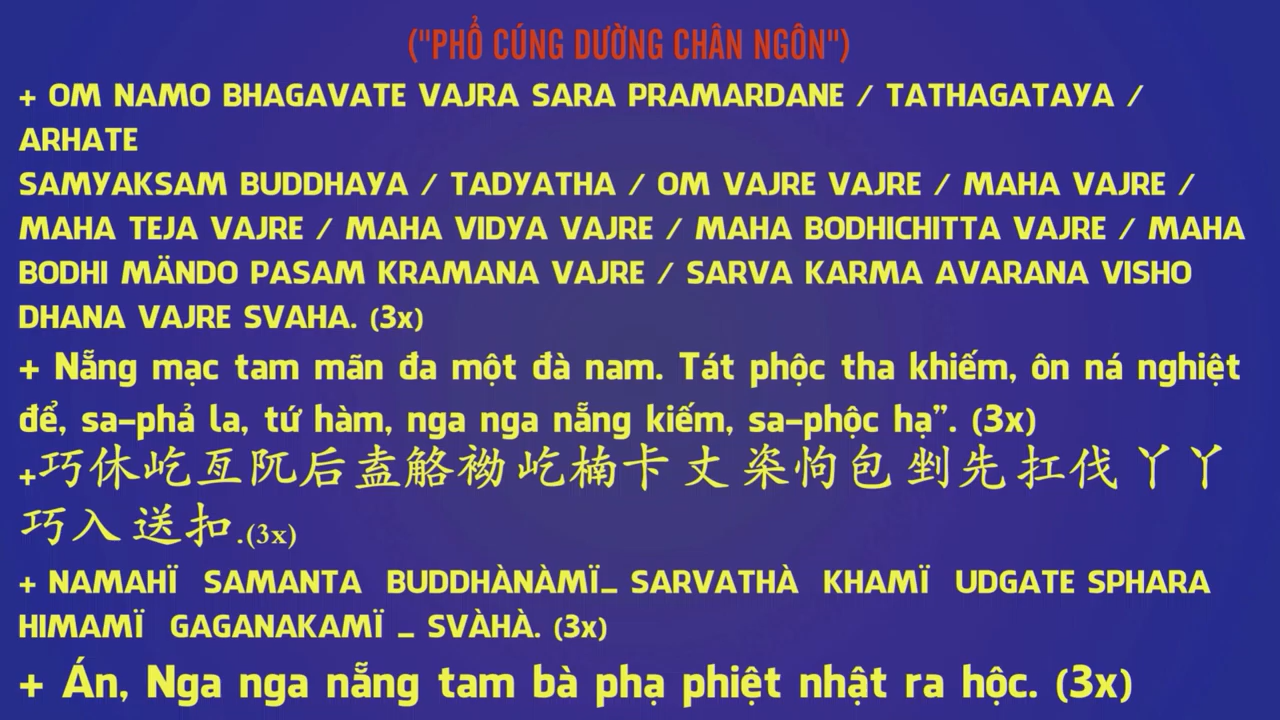 ("PHỔ CÚNG DƯỜNG CHÂN NGÔN")
+ OM NAMO BHAGAVATE VAJRA SARA PRAMARDANE / TATHAGATAYA /
ARHATE
SAMYAKSAM BUDDHAYA / TADYATHA / OM VAJRE VAJRE / MAHA VAJRE /
MAHA TEJA VAJRE / MAHA VIDYA VAJRE / MAHA BODHICHITTA VAJRE / MAHA
BODHI MÄNDO PASAM KRAMANA VAJRE / SARVA KARMA AVARANA VISHO
DHANA VAJRE SVAHA. (3x)
+ Nẵng mạc tam mãn đa một đà nam. Tát phộc tha khiếm, ôn ná nghiệt
để, sa-phả la, tứ hàm, nga nga nẵng kiếm, sa-phộc hạ”. (3x)
+巧休屹亙阢后盍觡袎屹楠卡丈楶恂包剉先扛伐丫丫
巧入送扣.(3x)
+ NAMAHÏ SAMANTA BUDDHÀNÀMÏ_ SARVATHÀ KHAMÏ UDGATE SPHARA
HIMAMÏ GAGANAKAMÏ _ SVÀHÀ. (3x)
+ Án, Nga nga nẵng tam bà phạ phiệt nhật ra hộc. (3x)